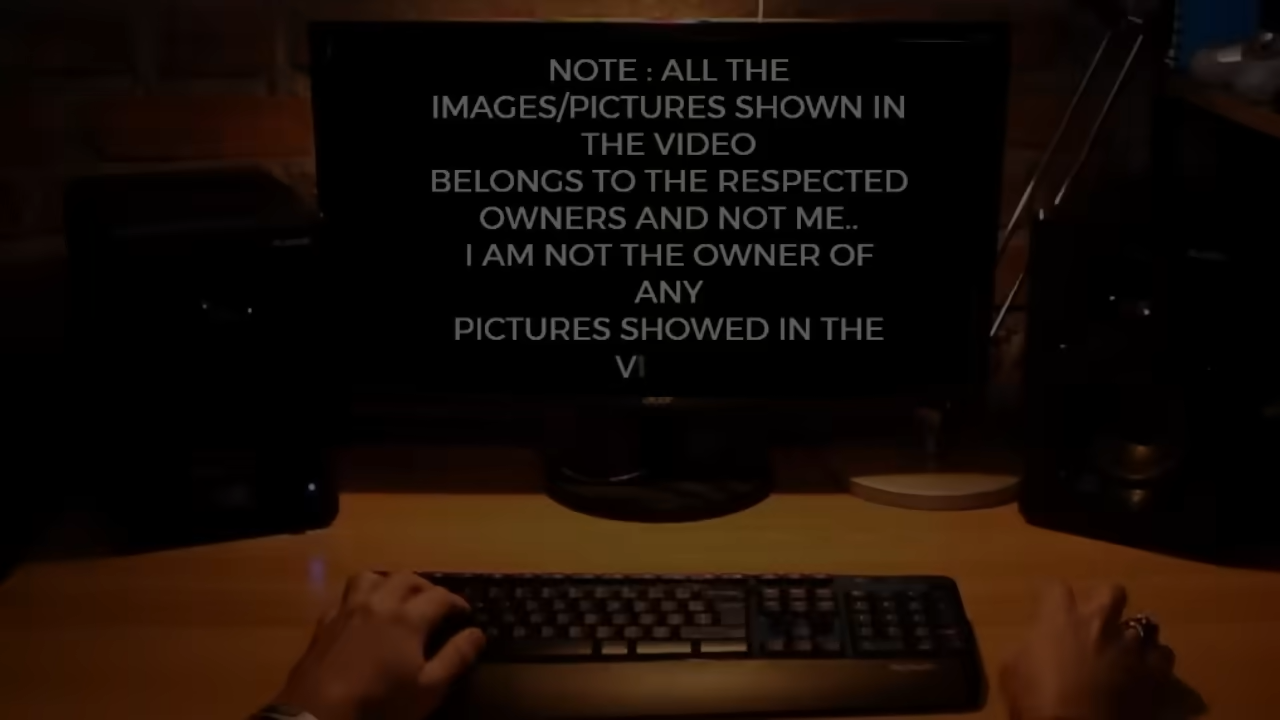 NOTE : ALL THE
IMAGES/PICTURES SHOWN IN
THE VIDEO
BELONGS TO THE RESPECTED
OWNERS AND NOT ME..
I AM NOT THE OWNER OF
ANY
PICTURES SHOWED IN THE
VI